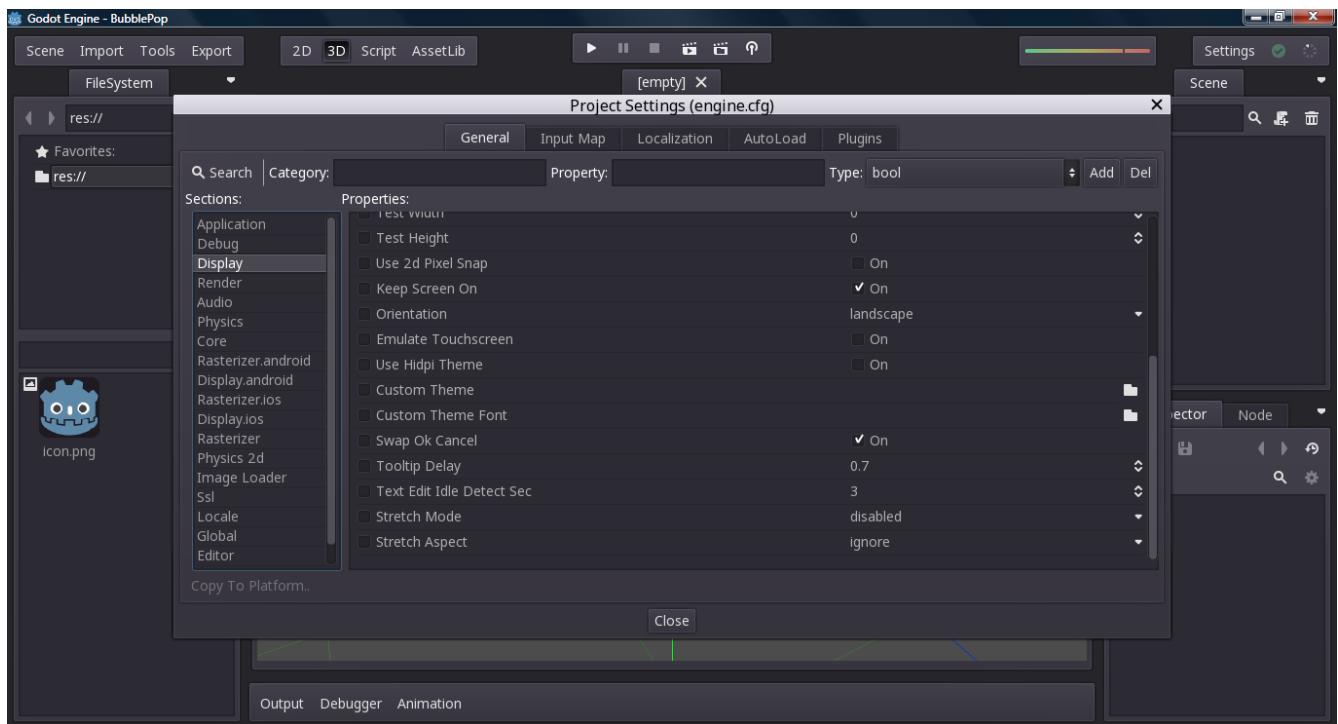 Godot Engine - BubblePop
Scene Import Tools Export 2D 3D Script AssetLib Settings
FileSystem [empty] Scene
Project Settings (engine.cfg)
res://
General Input Map Localization AutoLoad Plugins
Favorites:
res://
Search Category: Property: Type: bool Add Del
Sections: Properties:
Application
Debug
Display
Render
Audio
Physics
Core
Rasterizer.android
Display.android
Rasterizer.ios
Display.ios
Rasterizer
Physics 2d
Image Loader
Ssl
Locale
Global
Editor
Test Width 0
Test Height 0
Use 2d Pixel Snap On
Keep Screen On On
Orientation landscape
Emulate Touchscreen On
Use Hidpi Theme On
Custom Theme
Custom Theme Font
Swap Ok Cancel On
Tooltip Delay 0.7
Text Edit Idle Detect Sec 3
Stretch Mode disabled
Stretch Aspect ignore
Copy To Platform..
Close
icon.png
ector Node
Output Debugger Animation